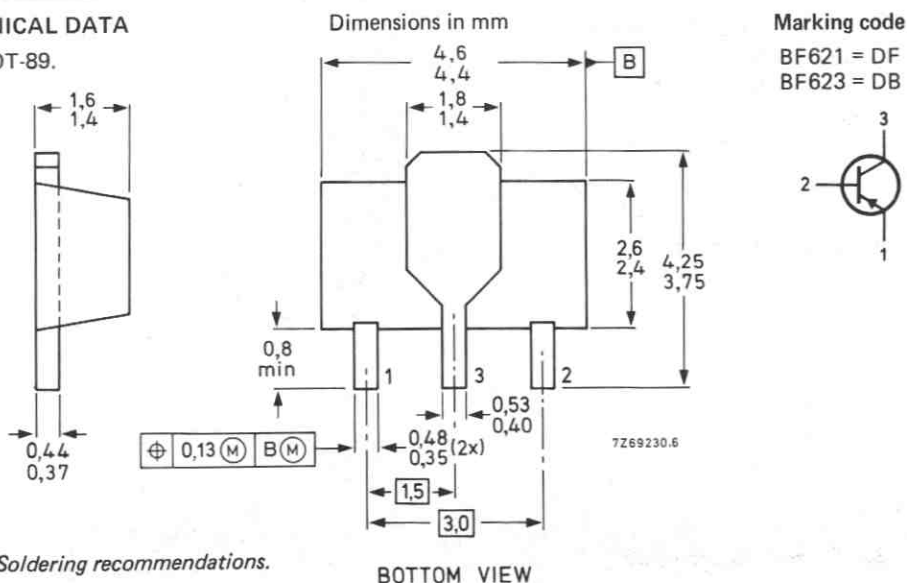 NICAL DATA
OT-89.
Dimensions in mm
Marking code
BF621 = DF
BF623 = DB
4,6
4,4
B
1,6
1,4
1,8
1,4
3
2
1
2,6
2,4
4,25
3,75
0,8
min
1
3
2
0,53
0,40
0,44
0,37
⌖ 0,13 Ⓜ B Ⓜ
0,48
0,35 (2x)
7Z69230.6
1,5
3,0
Soldering recommendations.
BOTTOM VIEW